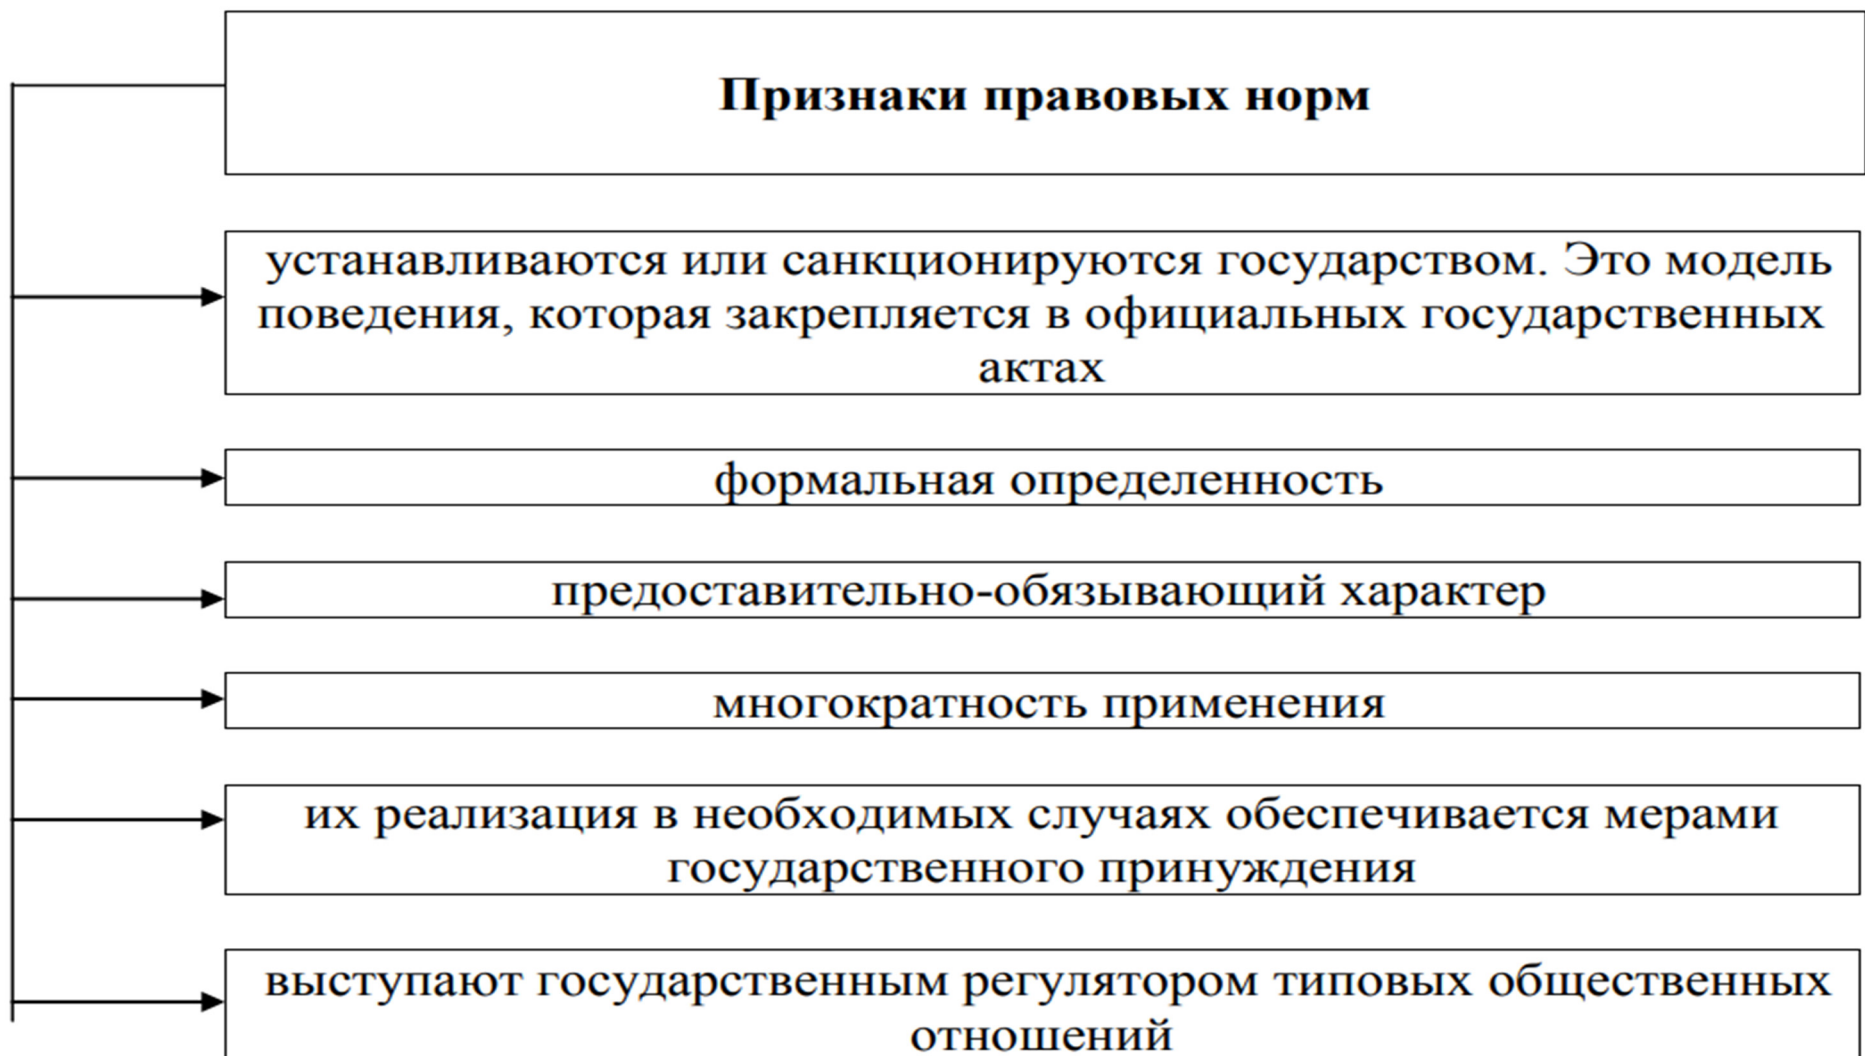 Признаки правовых норм
устанавливаются или санкционируются государством. Это модель
поведения, которая закрепляется в официальных государственных
актах
формальная определенность
предоставительно-обязывающий характер
многократность применения
их реализация в необходимых случаях обеспечивается мерами
государственного принуждения
выступают государственным регулятором типовых общественных
отношений